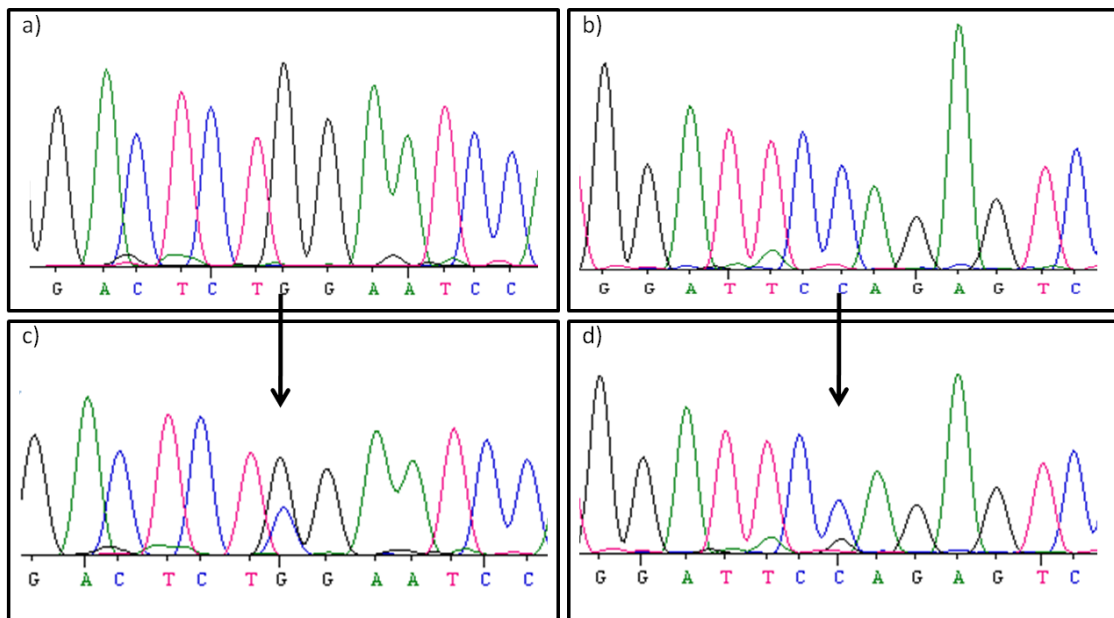 a)
G A C T C T G G A A T C C
b)
G G A T T C C A G A G T C
c)
G A C T C T G G A A T C C
d)
G G A T T C C A G A G T C